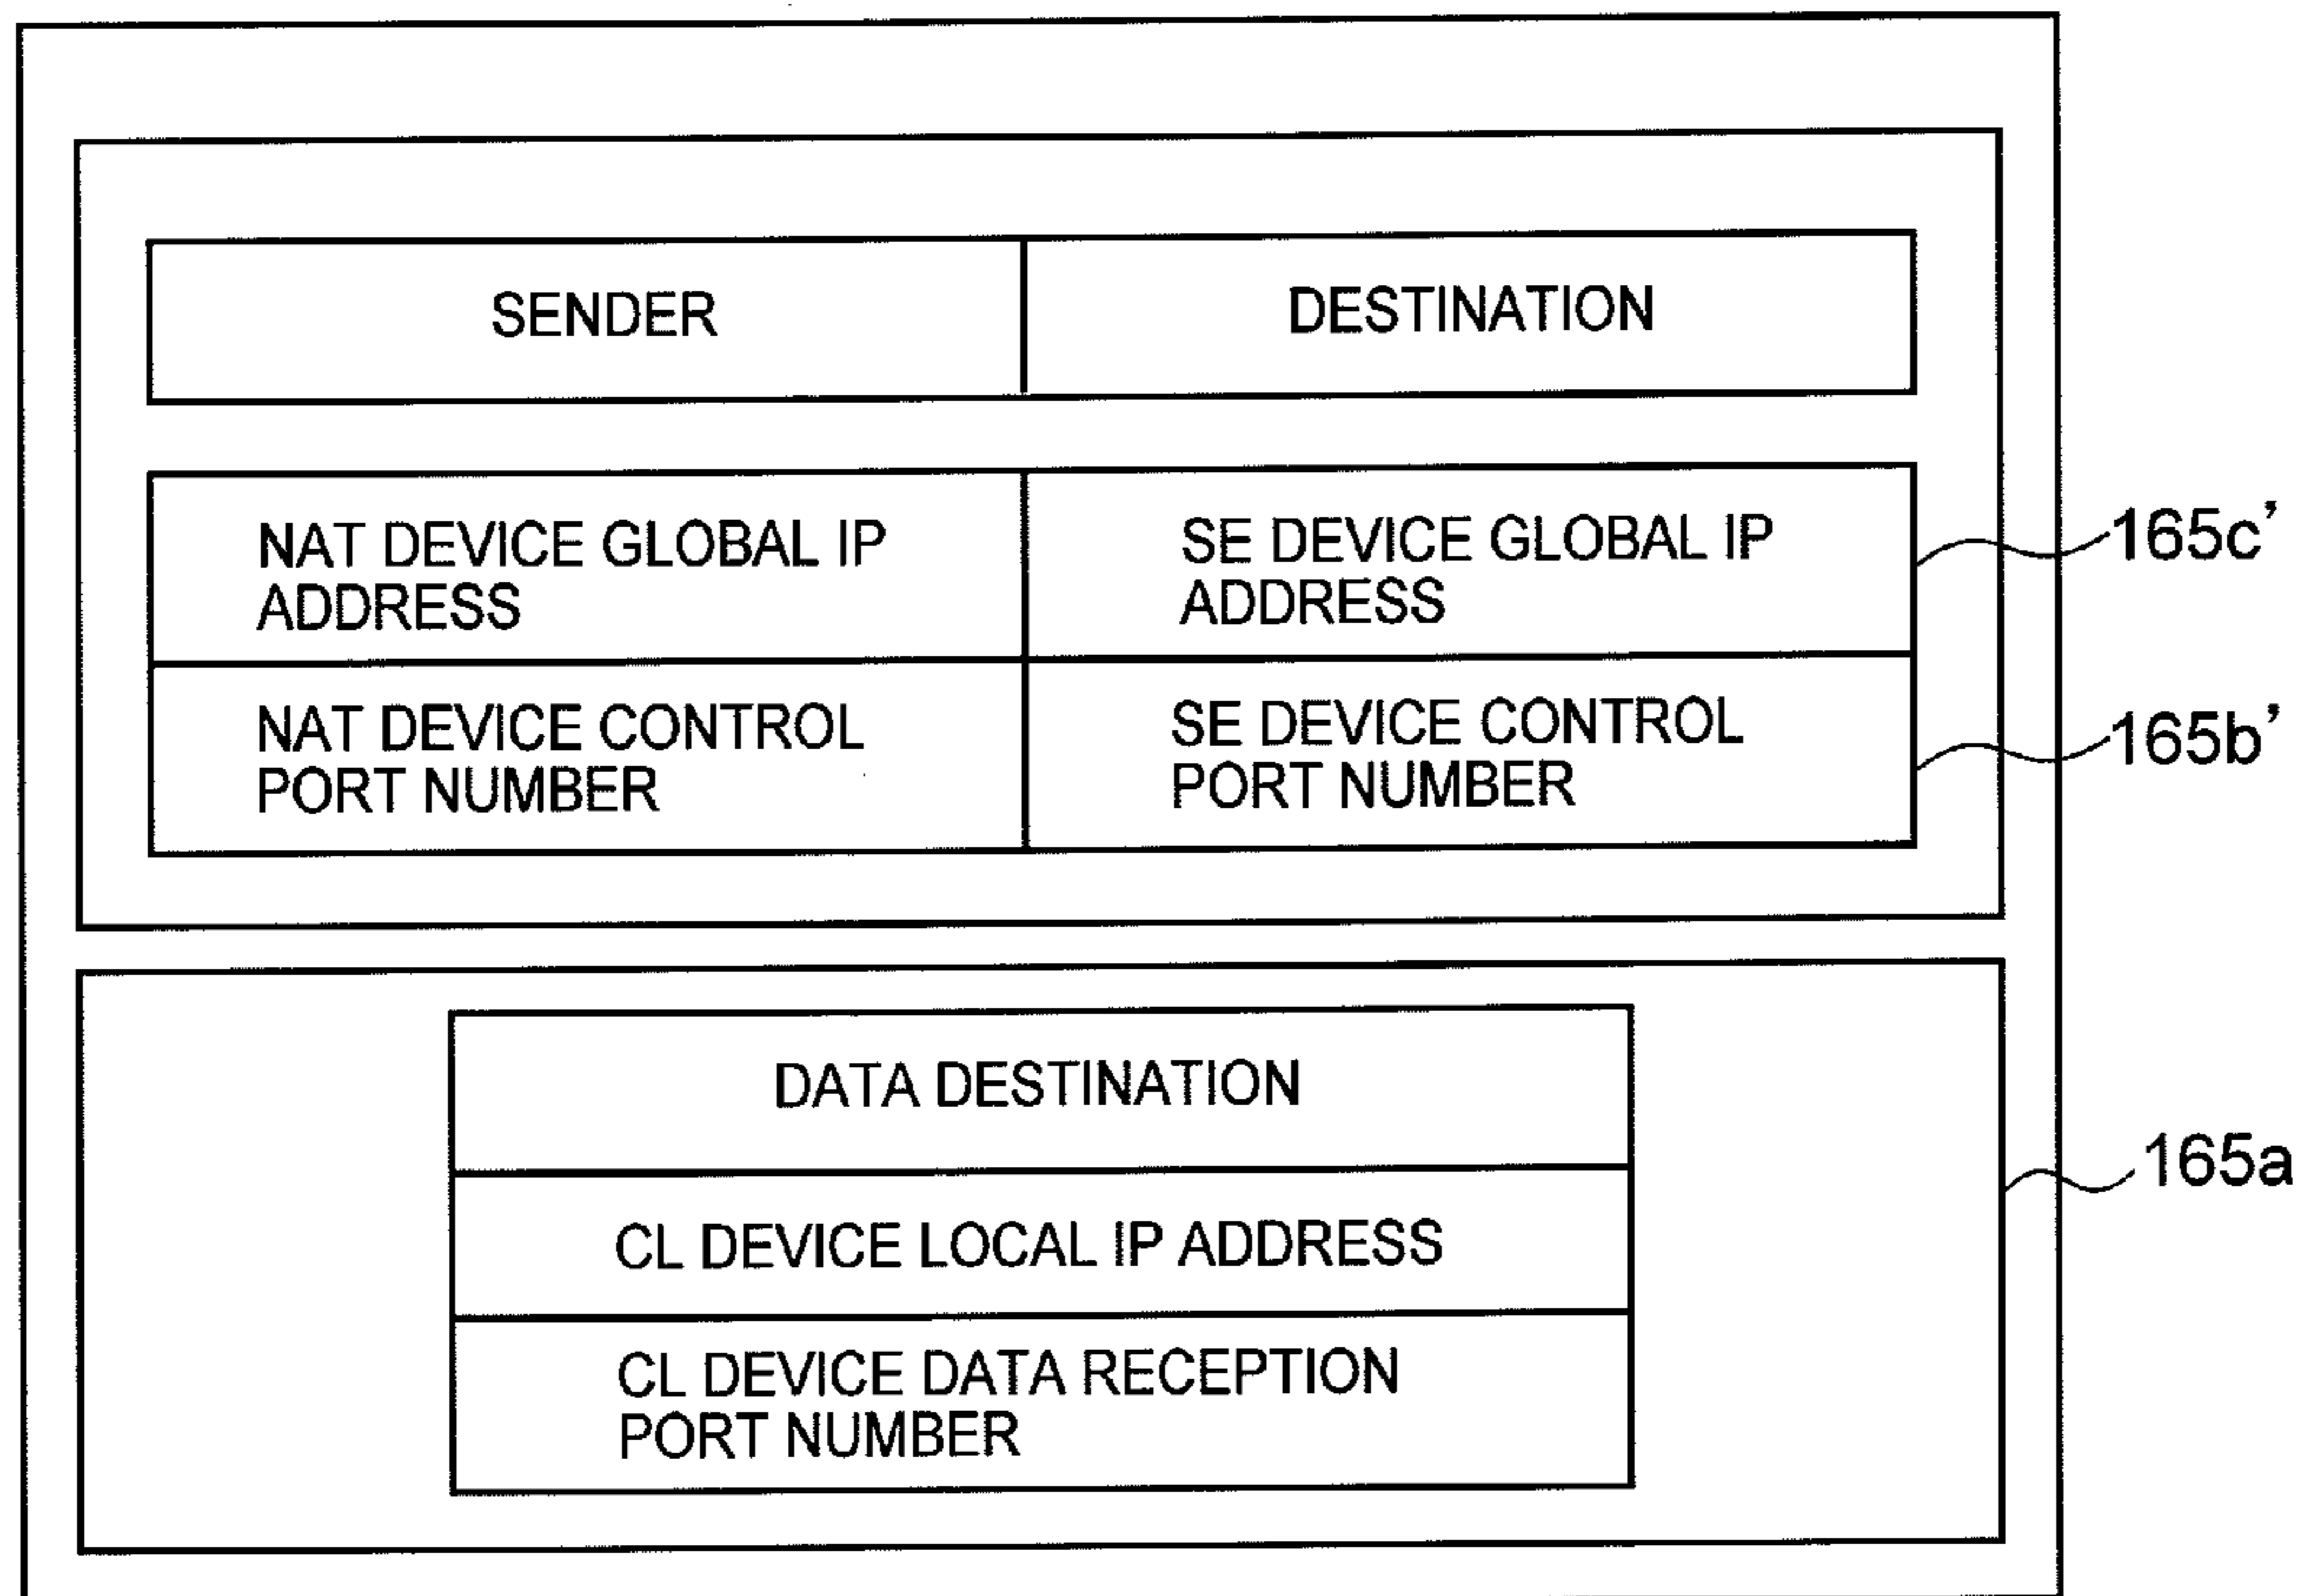 SENDER
DESTINATION
NAT DEVICE GLOBAL IP
ADDRESS
SE DEVICE GLOBAL IP
ADDRESS
165c'
NAT DEVICE CONTROL
PORT NUMBER
SE DEVICE CONTROL
PORT NUMBER
165b'
DATA DESTINATION
CL DEVICE LOCAL IP ADDRESS
165a
CL DEVICE DATA RECEPTION
PORT NUMBER